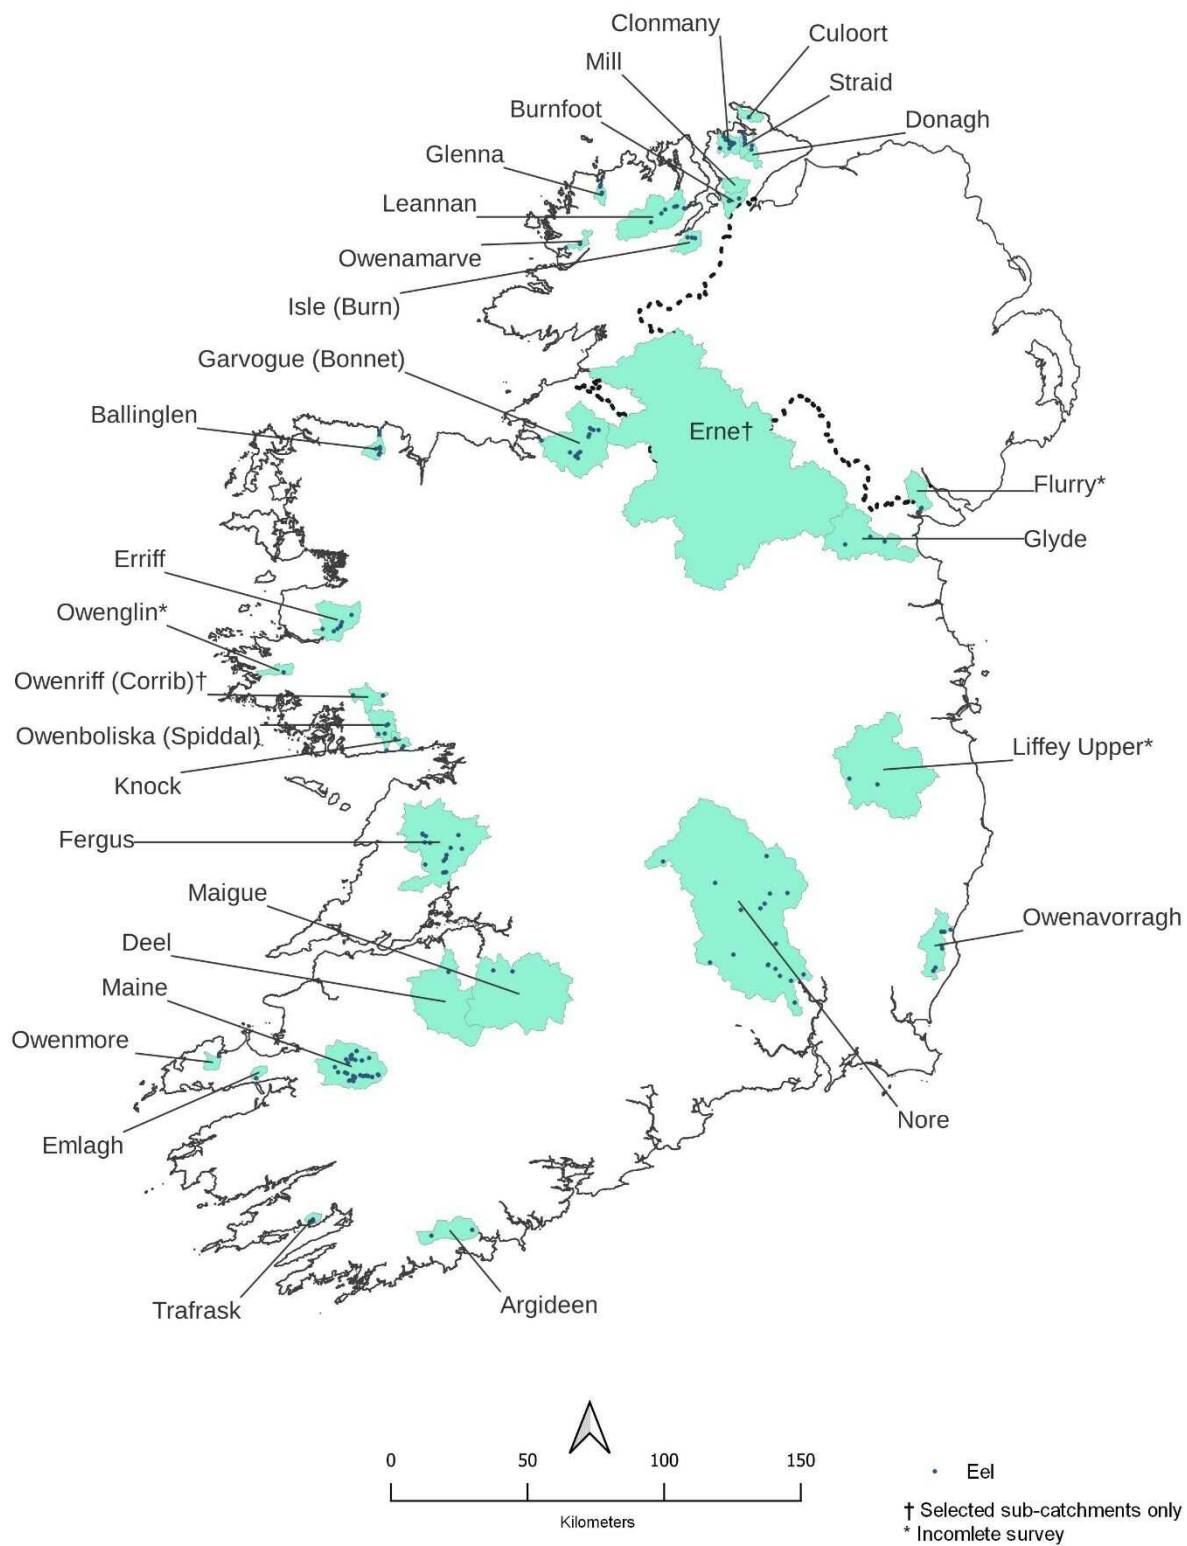 Clonmany
Culoort
Mill
Straid
Burnfoot
Donagh
Glenna
Leannan
Owenamarve
Isle (Burn)
Garvogue (Bonnet)
Ballinglen
Erne†
Flurry*
Glyde
Erriff
Owenglin*
Owenriff (Corrib)†
Owenboliska (Spiddal)
Knock
Liffey Upper*
Fergus
Maigue
Owenavorragh
Deel
Maine
Owenmore
Emlagh
Nore
Trafrask
Argideen
0 50 100 150
Kilometers
Eel
† Selected sub-catchments only
* Incomlete survey